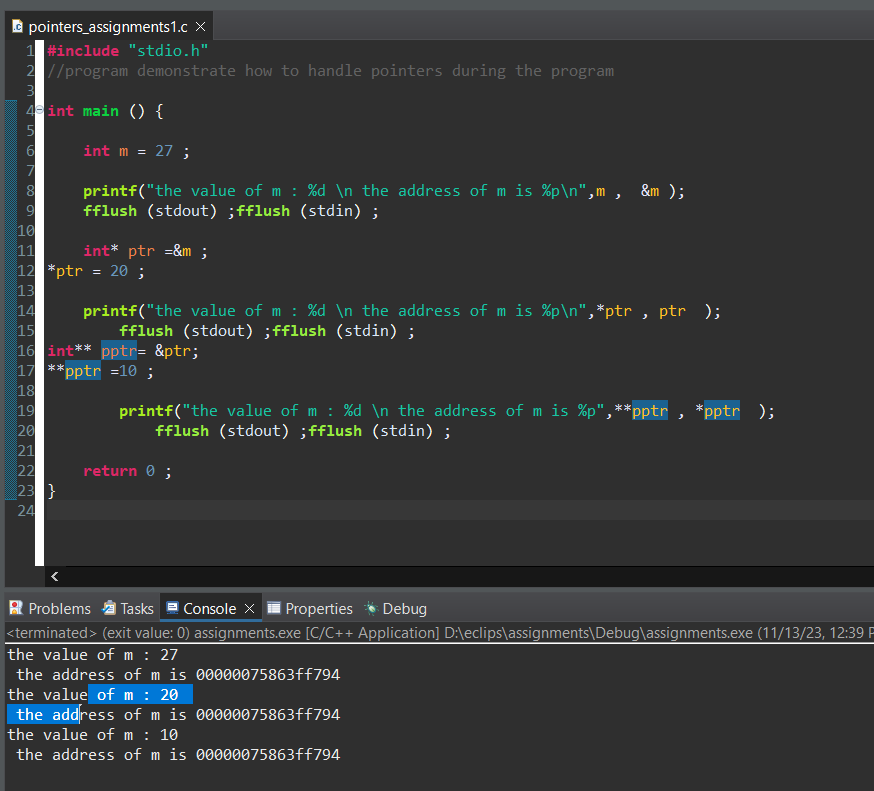 .c pointers_assignments1.c
1 #include "stdio.h"
2 //program demonstrate how to handle pointers during the program
3
4 int main () {
5
6 int m = 27 ;
7
8 printf("the value of m : %d \n the address of m is %p\n",m , &m );
9 fflush (stdout) ;fflush (stdin) ;
10
11 int* ptr =&m ;
12 *ptr = 20 ;
13
14 printf("the value of m : %d \n the address of m is %p\n",*ptr , ptr );
15 fflush (stdout) ;fflush (stdin) ;
16 int** pptr= &ptr;
17 **pptr =10 ;
18
19 printf("the value of m : %d \n the address of m is %p",**pptr , *pptr );
20 fflush (stdout) ;fflush (stdin) ;
21
22 return 0 ;
23 }
24
Problems Tasks Console Properties Debug
<terminated> (exit value: 0) assignments.exe [C/C++ Application] D:\eclips\assignments\Debug\assignments.exe (11/13/23, 12:39 P
the value of m : 27
the address of m is 00000075863ff794
the value of m : 20
the address of m is 00000075863ff794
the value of m : 10
the address of m is 00000075863ff794